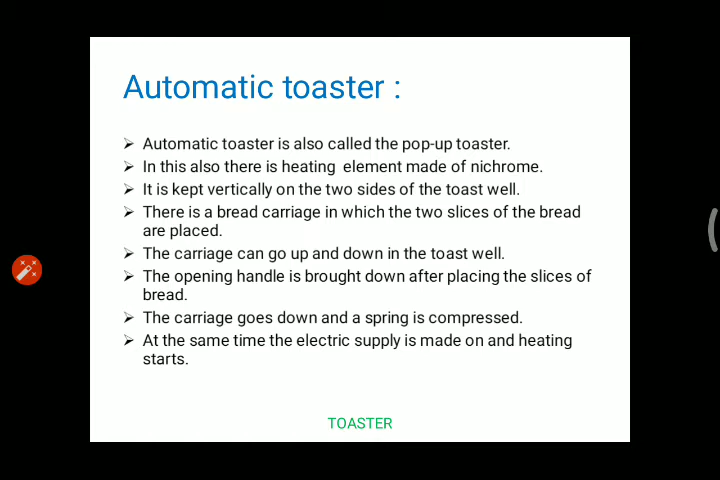 Automatic toaster :
➢ Automatic toaster is also called the pop-up toaster.
➢ In this also there is heating element made of nichrome.
➢ It is kept vertically on the two sides of the toast well.
➢ There is a bread carriage in which the two slices of the bread
are placed.
➢ The carriage can go up and down in the toast well.
➢ The opening handle is brought down after placing the slices of
bread.
➢ The carriage goes down and a spring is compressed.
➢ At the same time the electric supply is made on and heating
starts.
TOASTER